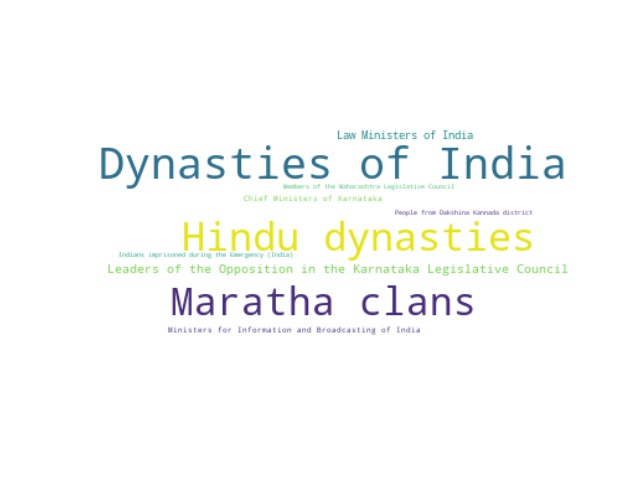 Law Ministers of India
Dynasties of India
Members of the Maharashtra Legislative Council
Chief Ministers of Karnataka
People from Dakshina Kannada district
Hindu dynasties
Indians imprisoned during the Emergency (India)
Leaders of the Opposition in the Karnataka Legislative Council
Maratha clans
Ministers for Information and Broadcasting of India